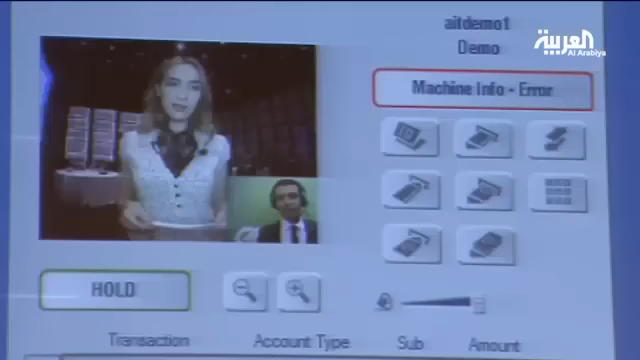 aitdemo1
Demo
العربية
Al Arabiya
Machine Info - Error
HOLD
Transaction Account Type Sub Amount